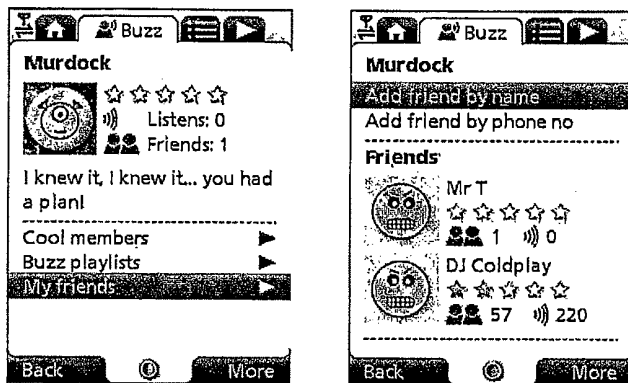 Buzz
Murdock
Listens: 0
Friends: 1
I knew it, I knew it... you had
a plan!
Cool members
Buzz playlists
My friends
Back
More
Buzz
Murdock
Add friend by name
Add friend by phone no
Friends
Mr T
1
0
DJ Coldplay
57
220
Back
More